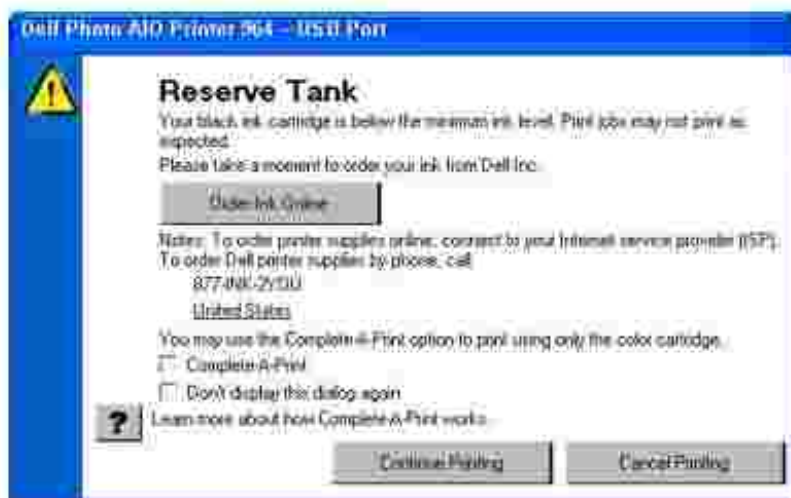 Dell Photo AIO Printer 964 - USB Port
Reserve Tank
Your black ink cartridge is below the minimum ink level. Print jobs may not print as
expected.
Please take a moment to order your ink from Dell Inc.
Order Ink Online
Notes: To order printer supplies online, connect to your Internet service provider (ISP).
To order Dell printer supplies by phone, call
877-INK-2YOU
United States
You may use the Complete-A-Print option to print using only the color cartridge.
Complete-A-Print
Don't display this dialog again
? Learn more about how Complete-A-Print works.
Continue Printing
Cancel Printing